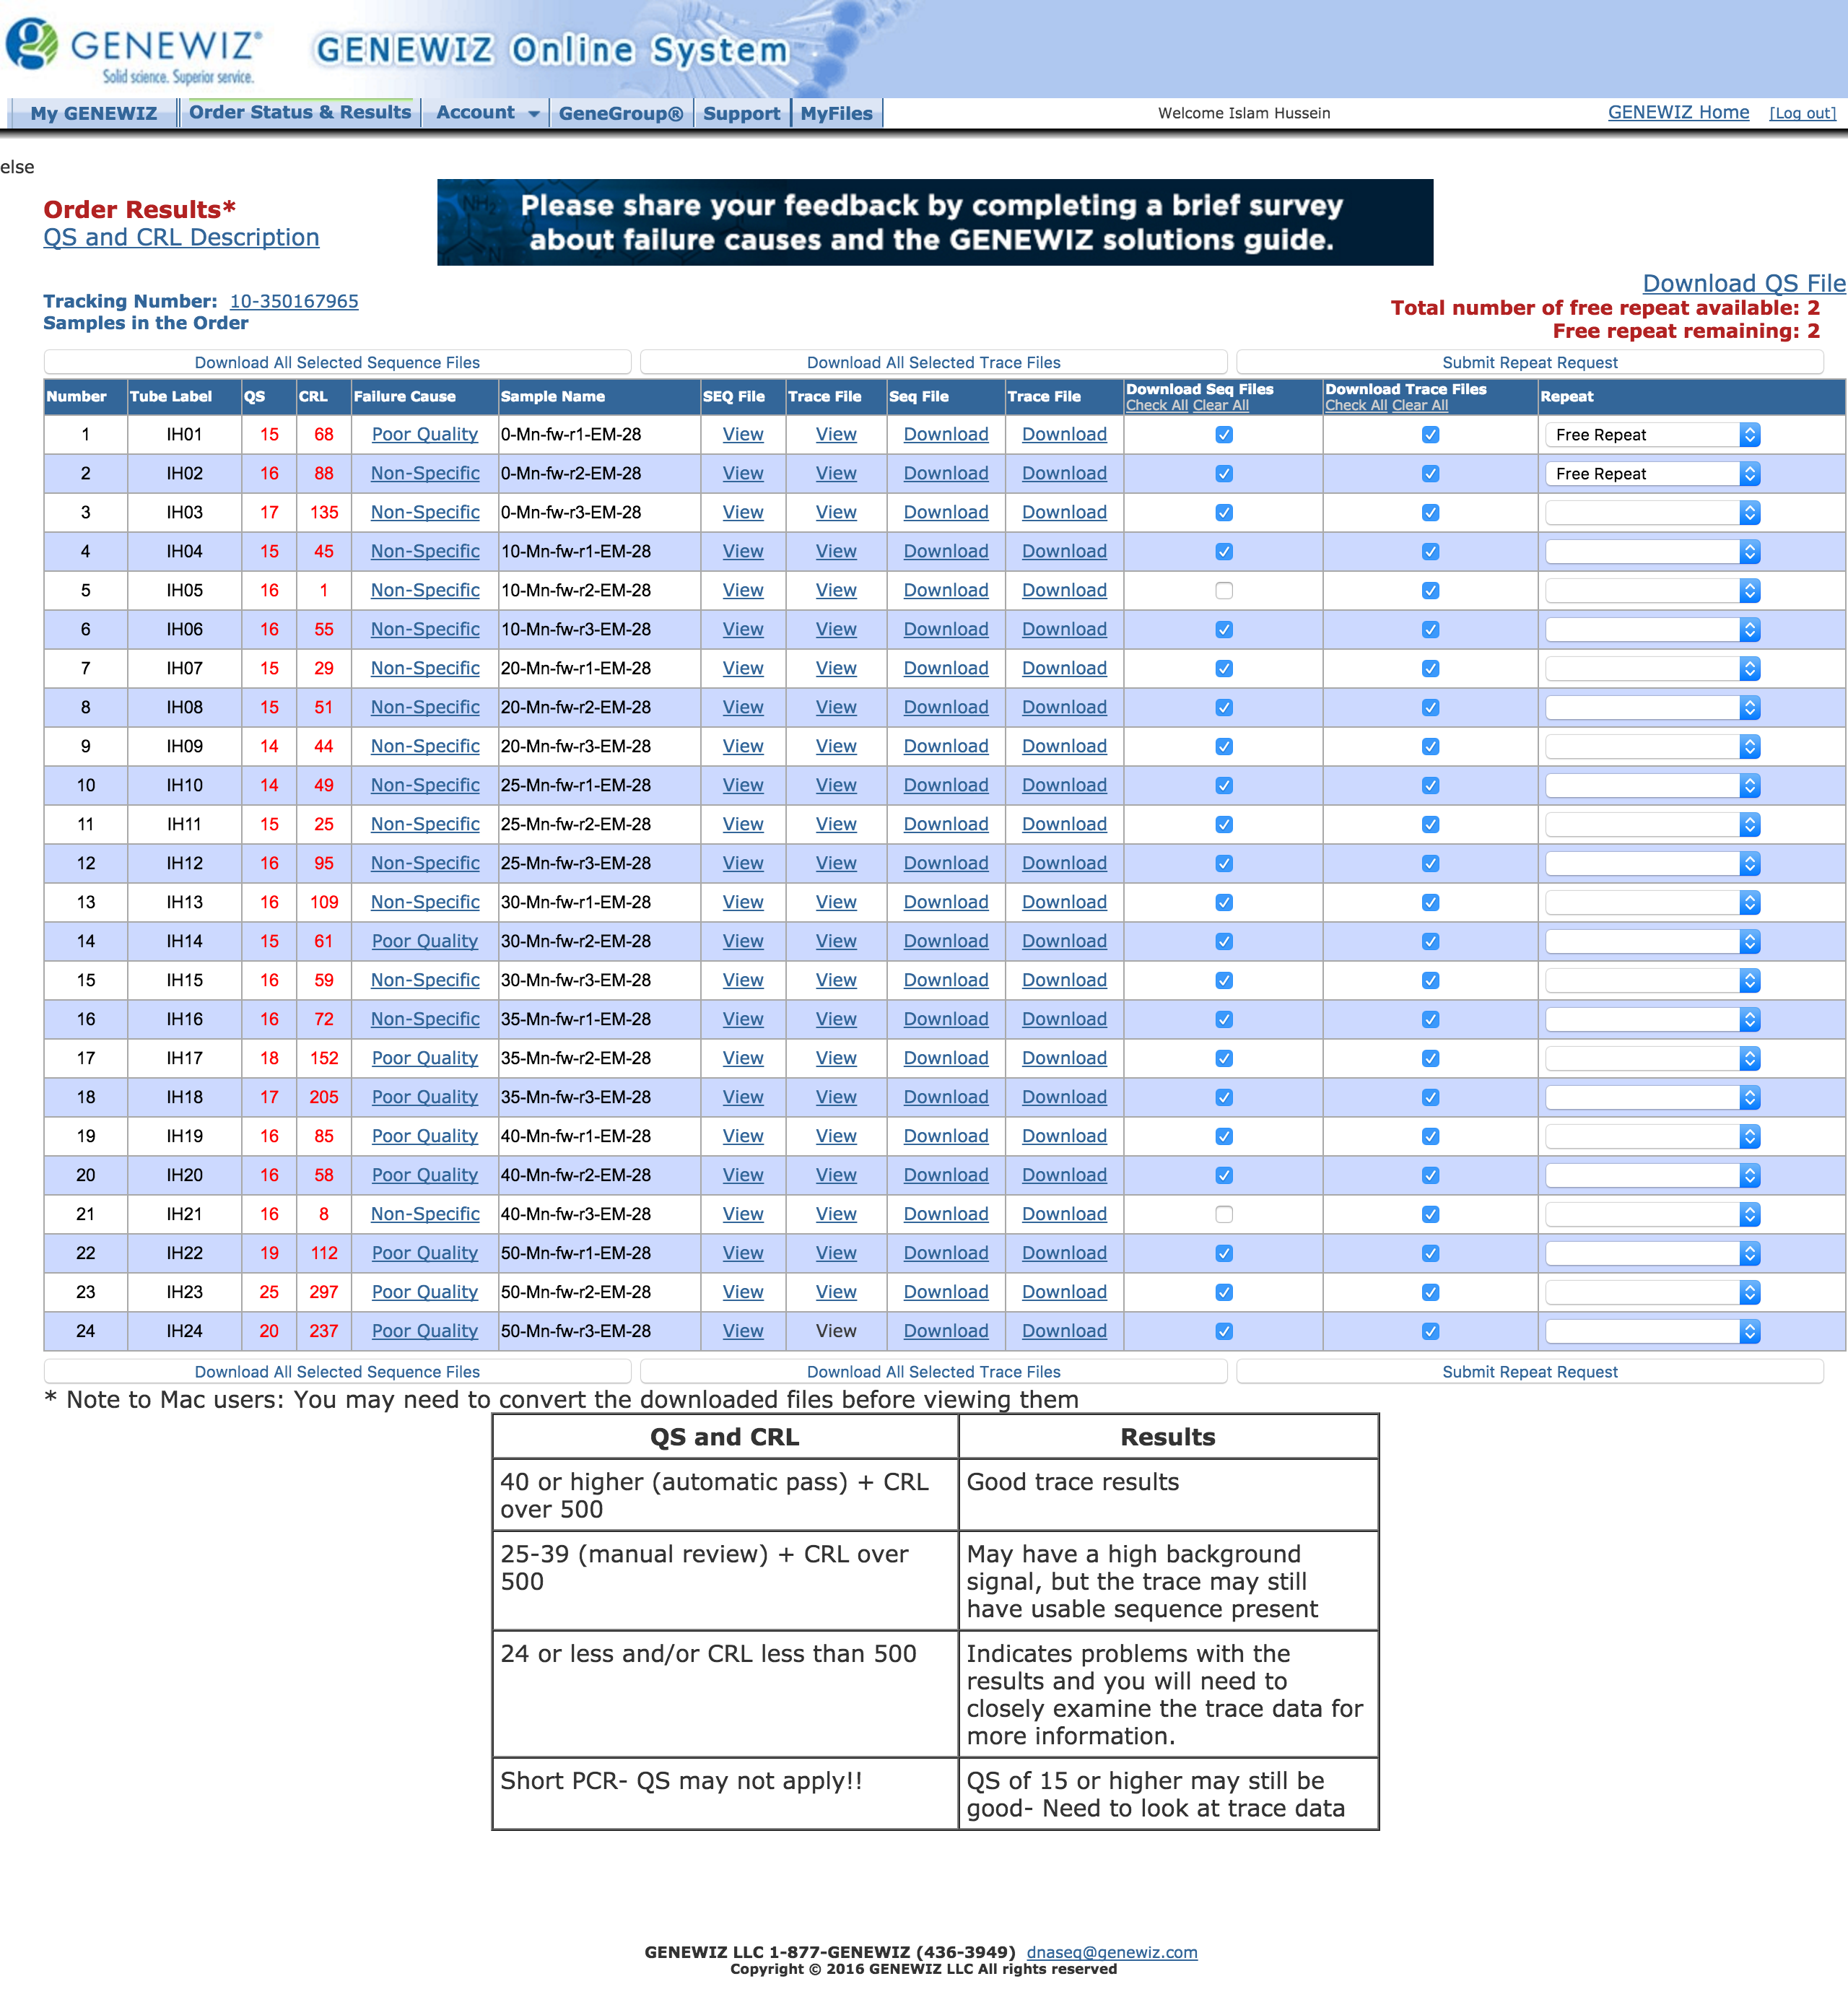 GENEWIZ®
Solid science. Superior service.
GENEWIZ Online System
My GENEWIZ Order Status & Results Account GeneGroup® Support MyFiles Welcome Islam Hussein GENEWIZ Home [Log out]
else
Order Results*
QS and CRL Description
Please share your feedback by completing a brief survey
about failure causes and the GENEWIZ solutions guide.
Download QS File
Tracking Number: 10-350167965
Samples in the Order
Total number of free repeat available: 2
Free repeat remaining: 2
Download All Selected Sequence Files Download All Selected Trace Files Submit Repeat Request
Number Tube Label QS CRL Failure Cause Sample Name SEQ File Trace File Seq File Trace File Download Seq Files Check All Clear All Download Trace Files Check All Clear All Repeat
1 IH01 15 68 Poor Quality 0-Mn-fw-r1-EM-28 View View Download Download Free Repeat
2 IH02 16 88 Non-Specific 0-Mn-fw-r2-EM-28 View View Download Download Free Repeat
3 IH03 17 135 Non-Specific 0-Mn-fw-r3-EM-28 View View Download Download
4 IH04 15 45 Non-Specific 10-Mn-fw-r1-EM-28 View View Download Download
5 IH05 16 1 Non-Specific 10-Mn-fw-r2-EM-28 View View Download Download
6 IH06 16 55 Non-Specific 10-Mn-fw-r3-EM-28 View View Download Download
7 IH07 15 29 Non-Specific 20-Mn-fw-r1-EM-28 View View Download Download
8 IH08 15 51 Non-Specific 20-Mn-fw-r2-EM-28 View View Download Download
9 IH09 14 44 Non-Specific 20-Mn-fw-r3-EM-28 View View Download Download
10 IH10 14 49 Non-Specific 25-Mn-fw-r1-EM-28 View View Download Download
11 IH11 15 25 Non-Specific 25-Mn-fw-r2-EM-28 View View Download Download
12 IH12 16 95 Non-Specific 25-Mn-fw-r3-EM-28 View View Download Download
13 IH13 16 109 Non-Specific 30-Mn-fw-r1-EM-28 View View Download Download
14 IH14 15 61 Poor Quality 30-Mn-fw-r2-EM-28 View View Download Download
15 IH15 16 59 Non-Specific 30-Mn-fw-r3-EM-28 View View Download Download
16 IH16 16 72 Non-Specific 35-Mn-fw-r1-EM-28 View View Download Download
17 IH17 18 152 Poor Quality 35-Mn-fw-r2-EM-28 View View Download Download
18 IH18 17 205 Poor Quality 35-Mn-fw-r3-EM-28 View View Download Download
19 IH19 16 85 Poor Quality 40-Mn-fw-r1-EM-28 View View Download Download
20 IH20 16 58 Poor Quality 40-Mn-fw-r2-EM-28 View View Download Download
21 IH21 16 8 Non-Specific 40-Mn-fw-r3-EM-28 View View Download Download
22 IH22 19 112 Poor Quality 50-Mn-fw-r1-EM-28 View View Download Download
23 IH23 25 297 Poor Quality 50-Mn-fw-r2-EM-28 View View Download Download
24 IH24 20 237 Poor Quality 50-Mn-fw-r3-EM-28 View View Download Download
Download All Selected Sequence Files Download All Selected Trace Files Submit Repeat Request
* Note to Mac users: You may need to convert the downloaded files before viewing them
QS and CRL Results
40 or higher (automatic pass) + CRL
over 500
Good trace results
25-39 (manual review) + CRL over
500
May have a high background
signal, but the trace may still
have usable sequence present
24 or less and/or CRL less than 500
Indicates problems with the
results and you will need to
closely examine the trace data for
more information.
Short PCR- QS may not apply!!
QS of 15 or higher may still be
good- Need to look at trace data
GENEWIZ LLC 1-877-GENEWIZ (436-3949) dnaseq@genewiz.com
Copyright © 2016 GENEWIZ LLC All rights reserved